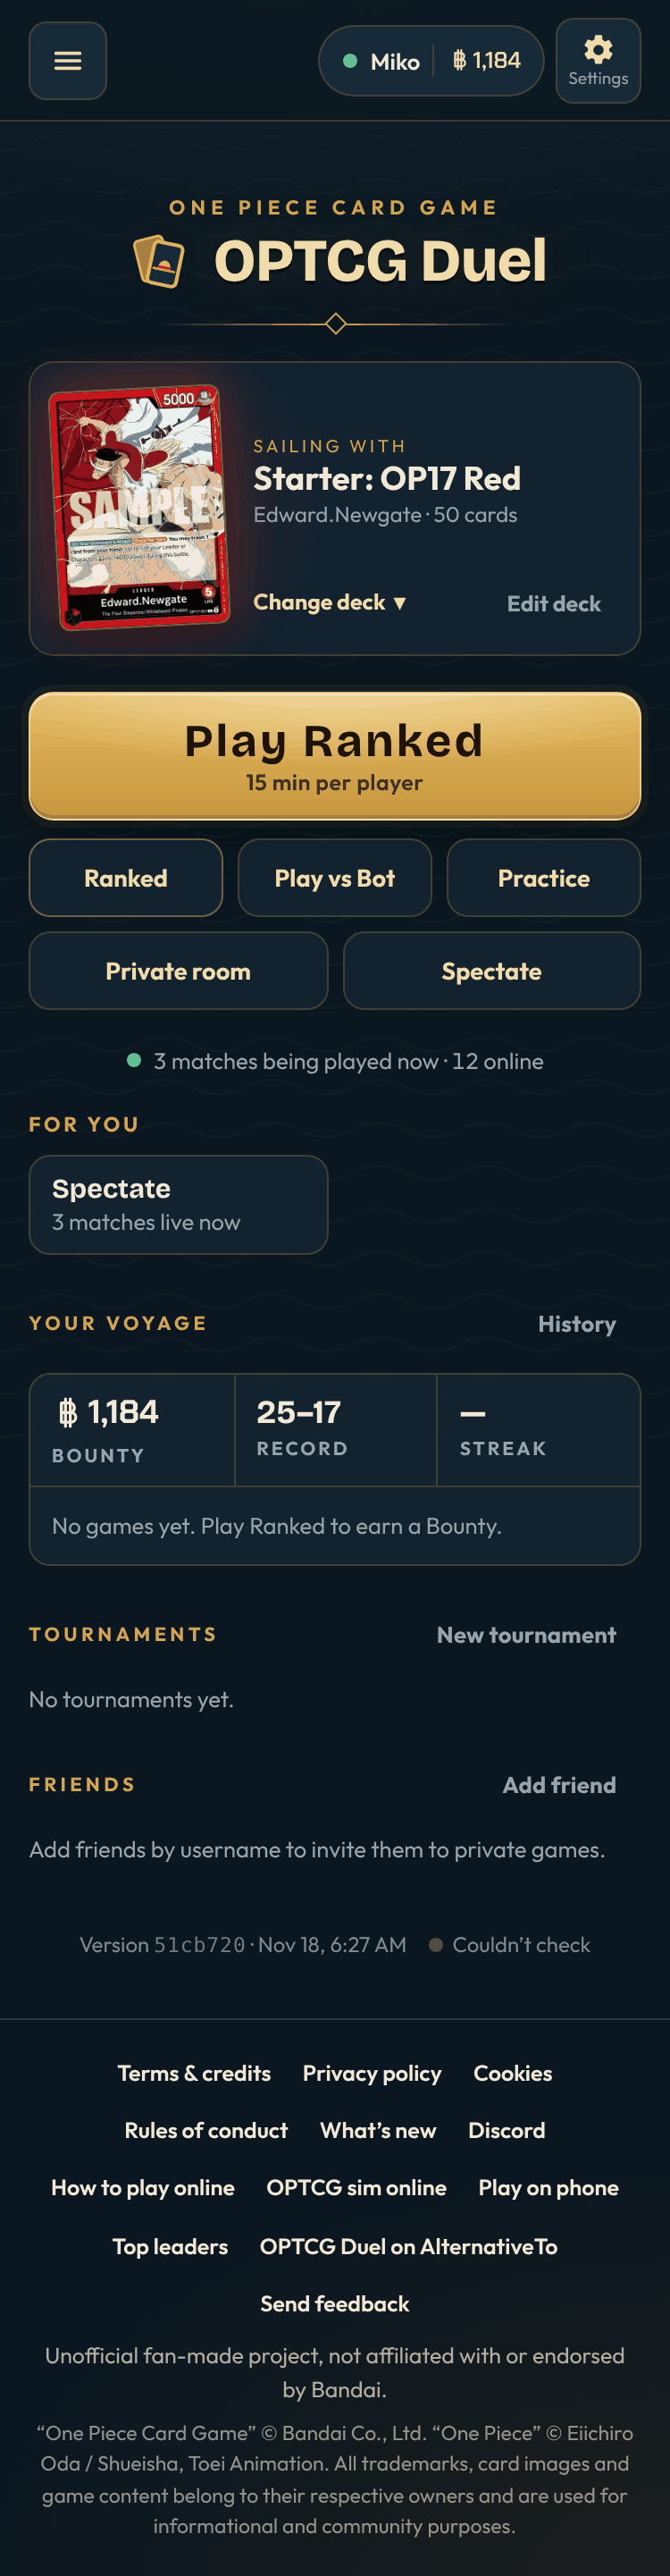 Miko
฿ 1,184
Settings
ONE PIECE CARD GAME
OPTCG Duel
5000
SAMPLE
LEADER
Edward.Newgate
SAILING WITH
Starter: OP17 Red
Edward.Newgate · 50 cards
Change deck ▼
Edit deck
Play Ranked
15 min per player
Ranked
Play vs Bot
Practice
Private room
Spectate
3 matches being played now · 12 online
FOR YOU
Spectate
3 matches live now
YOUR VOYAGE
History
฿ 1,184
BOUNTY
25–17
RECORD
—
STREAK
No games yet. Play Ranked to earn a Bounty.
TOURNAMENTS
New tournament
No tournaments yet.
FRIENDS
Add friend
Add friends by username to invite them to private games.
Version 51cb720 · Nov 18, 6:27 AM
Couldn’t check
Terms & credits
Privacy policy
Cookies
Rules of conduct
What’s new
Discord
How to play online
OPTCG sim online
Play on phone
Top leaders
OPTCG Duel on AlternativeTo
Send feedback
Unofficial fan-made project, not affiliated with or endorsed
by Bandai.
“One Piece Card Game” © Bandai Co., Ltd. “One Piece” © Eiichiro
Oda / Shueisha, Toei Animation. All trademarks, card images and
game content belong to their respective owners and are used for
informational and community purposes.